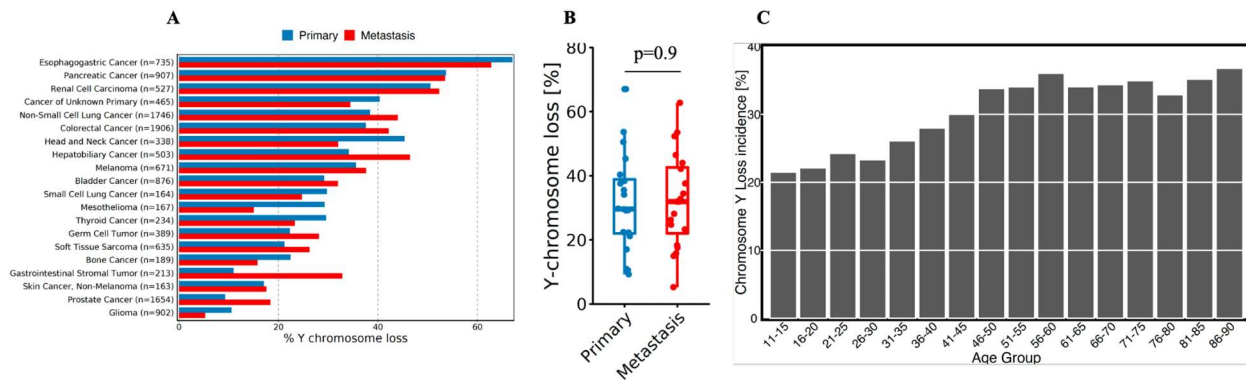 A
Primary
Metastasis
Esophagogastric Cancer (n=735)
Pancreatic Cancer (n=907)
Renal Cell Carcinoma (n=527)
Cancer of Unknown Primary (n=465)
Non-Small Cell Lung Cancer (n=1746)
Colorectal Cancer (n=1906)
Head and Neck Cancer (n=338)
Hepatobiliary Cancer (n=503)
Melanoma (n=671)
Bladder Cancer (n=876)
Small Cell Lung Cancer (n=164)
Mesothelioma (n=167)
Thyroid Cancer (n=234)
Germ Cell Tumor (n=389)
Soft Tissue Sarcoma (n=635)
Bone Cancer (n=189)
Gastrointestinal Stromal Tumor (n=213)
Skin Cancer, Non-Melanoma (n=163)
Prostate Cancer (n=1654)
Glioma (n=902)
0 20 40 60
% Y chromosome loss
B
Y-chromosome loss [%]
80
60
40
20
0
p=0.9
Primary
Metastasis
C
Chromosome Y Loss incidence [%]
40
30
20
10
0
11-15
16-20
21-25
26-30
31-35
36-40
41-45
46-50
51-55
56-60
61-65
66-70
71-75
76-80
81-85
86-90
Age Group